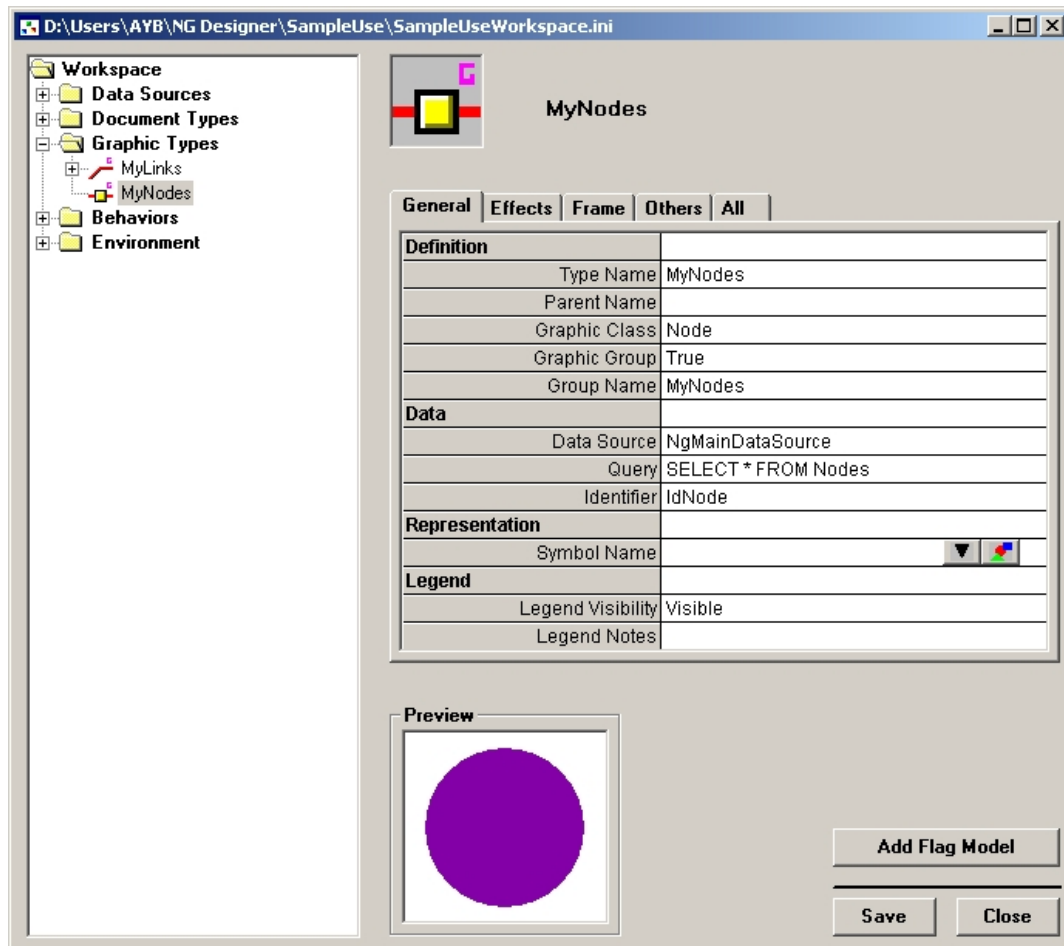 D:\Users\AYB\NG Designer\SampleUse\SampleUseWorkspace.ini
Workspace
Data Sources
Document Types
Graphic Types
G MyLinks
G MyNodes
Behaviors
Environment
G
MyNodes
General Effects Frame Others All
Definition
Type Name MyNodes
Parent Name
Graphic Class Node
Graphic Group True
Group Name MyNodes
Data
Data Source NgMainDataSource
Query SELECT * FROM Nodes
Identifier IdNode
Representation
Symbol Name
Legend
Legend Visibility Visible
Legend Notes
Preview
Add Flag Model
Save Close